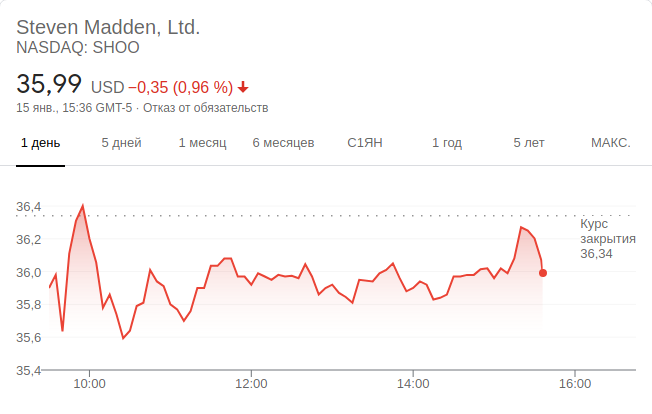 Steven Madden, Ltd.
NASDAQ: SHOO
35,99 USD −0,35 (0,96 %)
15 янв., 15:36 GMT-5 · Отказ от обязательств
1 день 5 дней 1 месяц 6 месяцев С1ЯН 1 год 5 лет МАКС.
36,4
Курс
закрытия
36,34
36,2
36,0
35,8
35,6
35,4
10:00 12:00 14:00 16:00